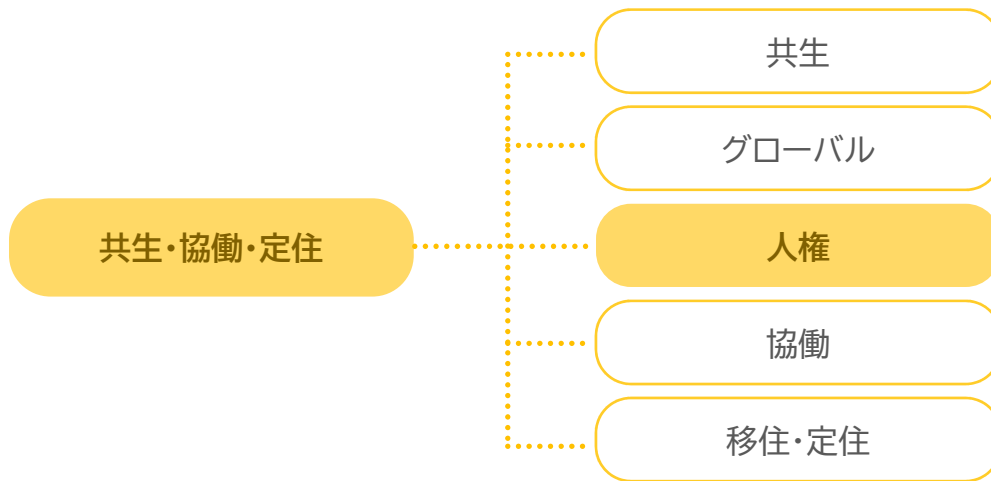 共生・協働・定住
共生
グローバル
人権
協働
移住・定住